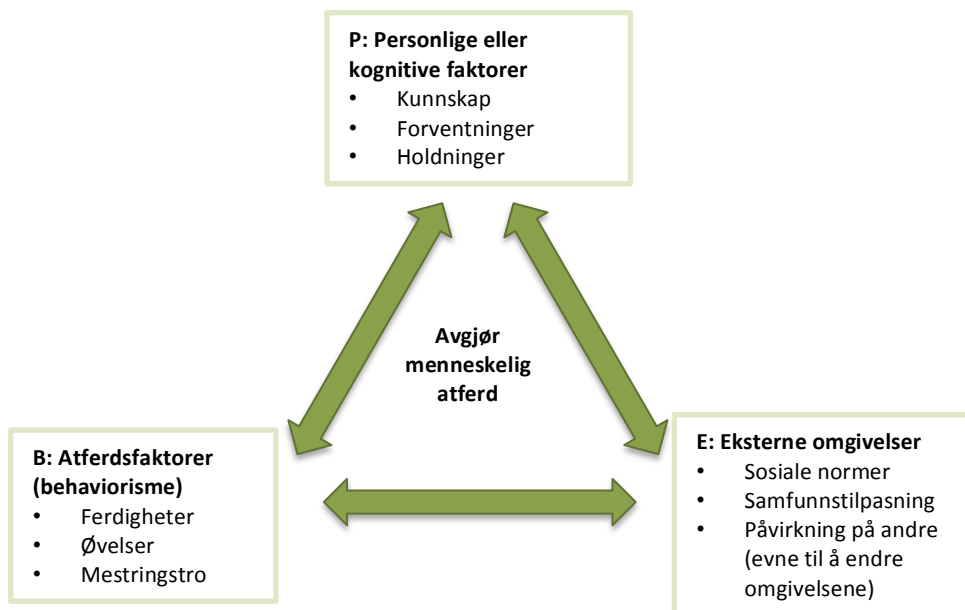 P: Personlige eller
kognitive faktorer
• Kunnskap
• Forventninger
• Holdninger
Avgjør
menneskelig
atferd
B: Atferdsfaktorer
(behaviorisme)
• Ferdigheter
• Øvelser
• Mestringstro
E: Eksterne omgivelser
• Sosiale normer
• Samfunnstilpasning
• Påvirkning på andre
(evne til å endre
omgivelsene)